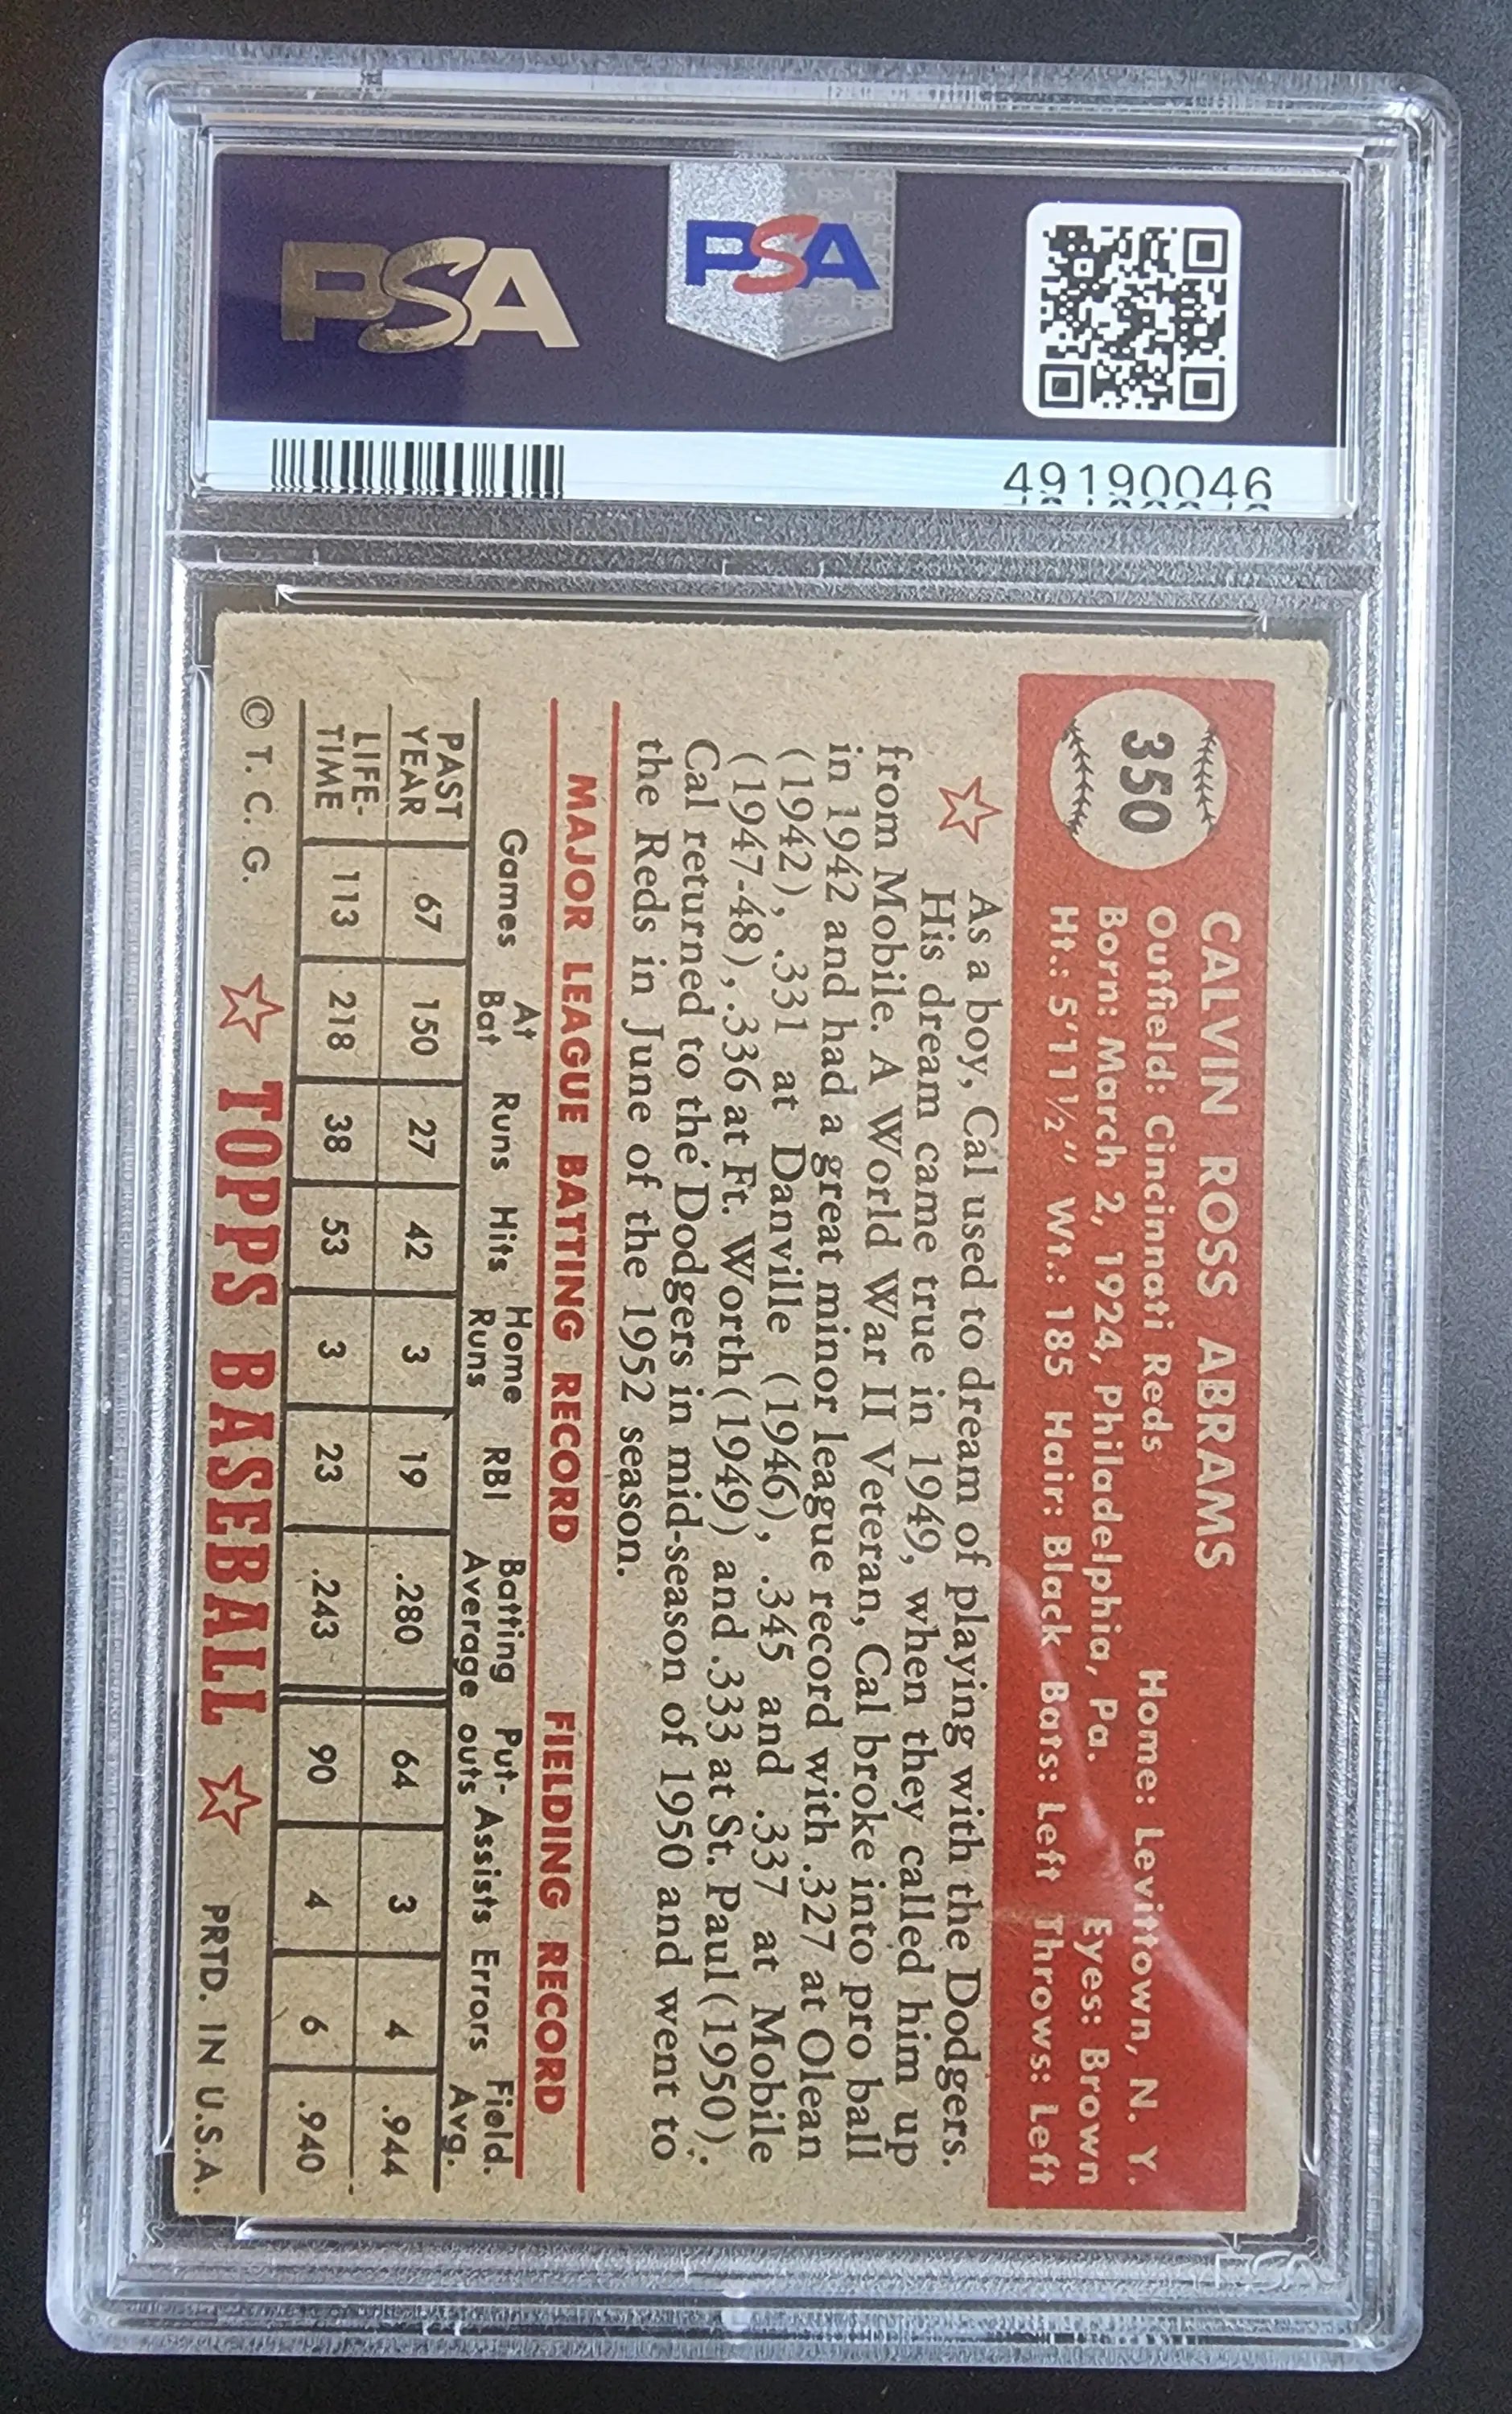 PSA
PSA
49190046
350
CALVIN ROSS ABRAMS
Outfield: Cincinnati Reds Home: Levittown, N. Y.
Born: March 2, 1924, Philadelphia, Pa. Eyes: Brown
Ht.: 5'11½" Wt.: 185 Hair: Black Bats: Left Throws: Left
As a boy, Cal used to dream of playing with the Dodgers.
His dream came true in 1949, when they called him up
from Mobile. A World War II Veteran, Cal broke into pro ball
in 1942 and had a great minor league record with .327 at Olean
(1942), .331 at Danville (1946), .345 and .337 at Mobile
(1947-48), .336 at Ft. Worth (1949) and .333 at St. Paul (1950).
Cal returned to the Dodgers in mid-season of 1950 and went to
the Reds in June of the 1952 season.
MAJOR LEAGUE BATTING RECORD FIELDING RECORD
Games At Bat Runs Hits Home Runs RBI Batting Average Put-outs Assists Errors Field. Avg.
PAST YEAR 67 150 27 42 3 19 .280 64 3 4 .944
LIFE-TIME 113 218 38 53 3 23 .243 90 4 6 .940
© T. C. G. TOPPS BASEBALL PRTD. IN U.S.A.
PSA